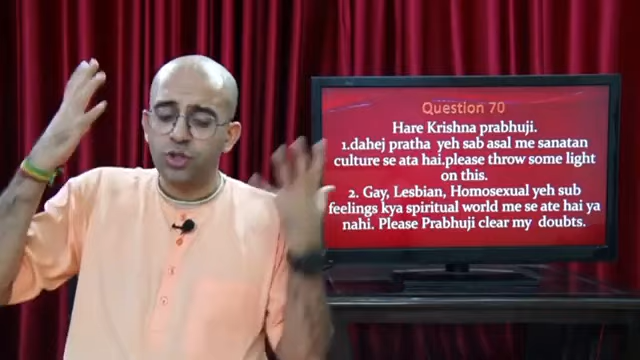 Question 70
Hare Krishna prabhuji.
1.dahej pratha yeh sab asal me sanatan
culture se ata hai.please throw some light
on this.
2. Gay, Lesbian, Homosexual yeh sub
feelings kya spiritual world me se ate hai ya
nahi. Please Prabhuji clear my doubts.